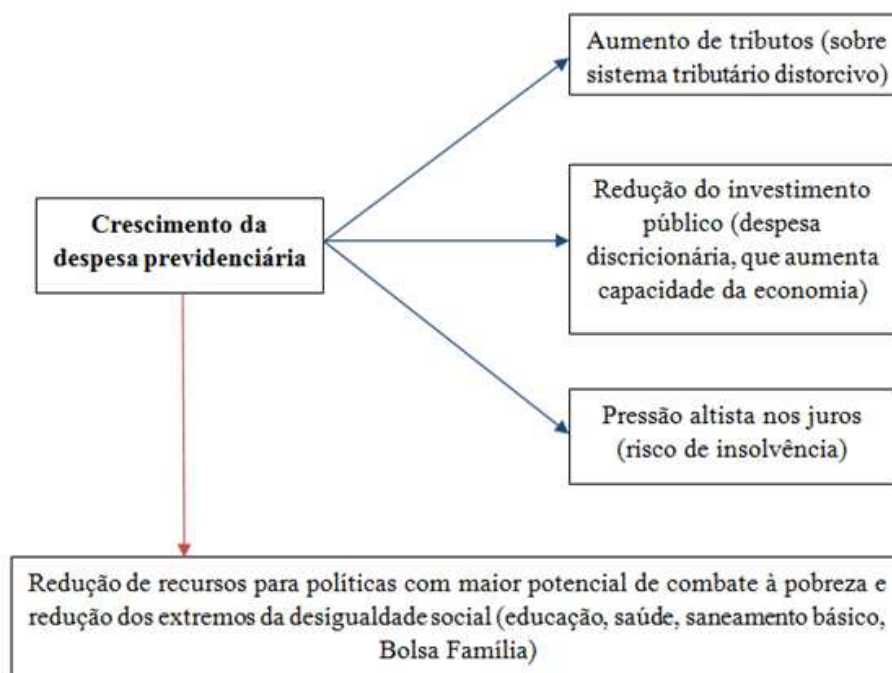 Aumento de tributos (sobre
sistema tributário distorcivo)
Crescimento da
despesa previdenciária
Redução do investimento
público (despesa
discricionária, que aumenta
capacidade da economia)
Pressão altista nos juros
(risco de insolvência)
Redução de recursos para políticas com maior potencial de combate à pobreza e
redução dos extremos da desigualdade social (educação, saúde, saneamento básico,
Bolsa Família)